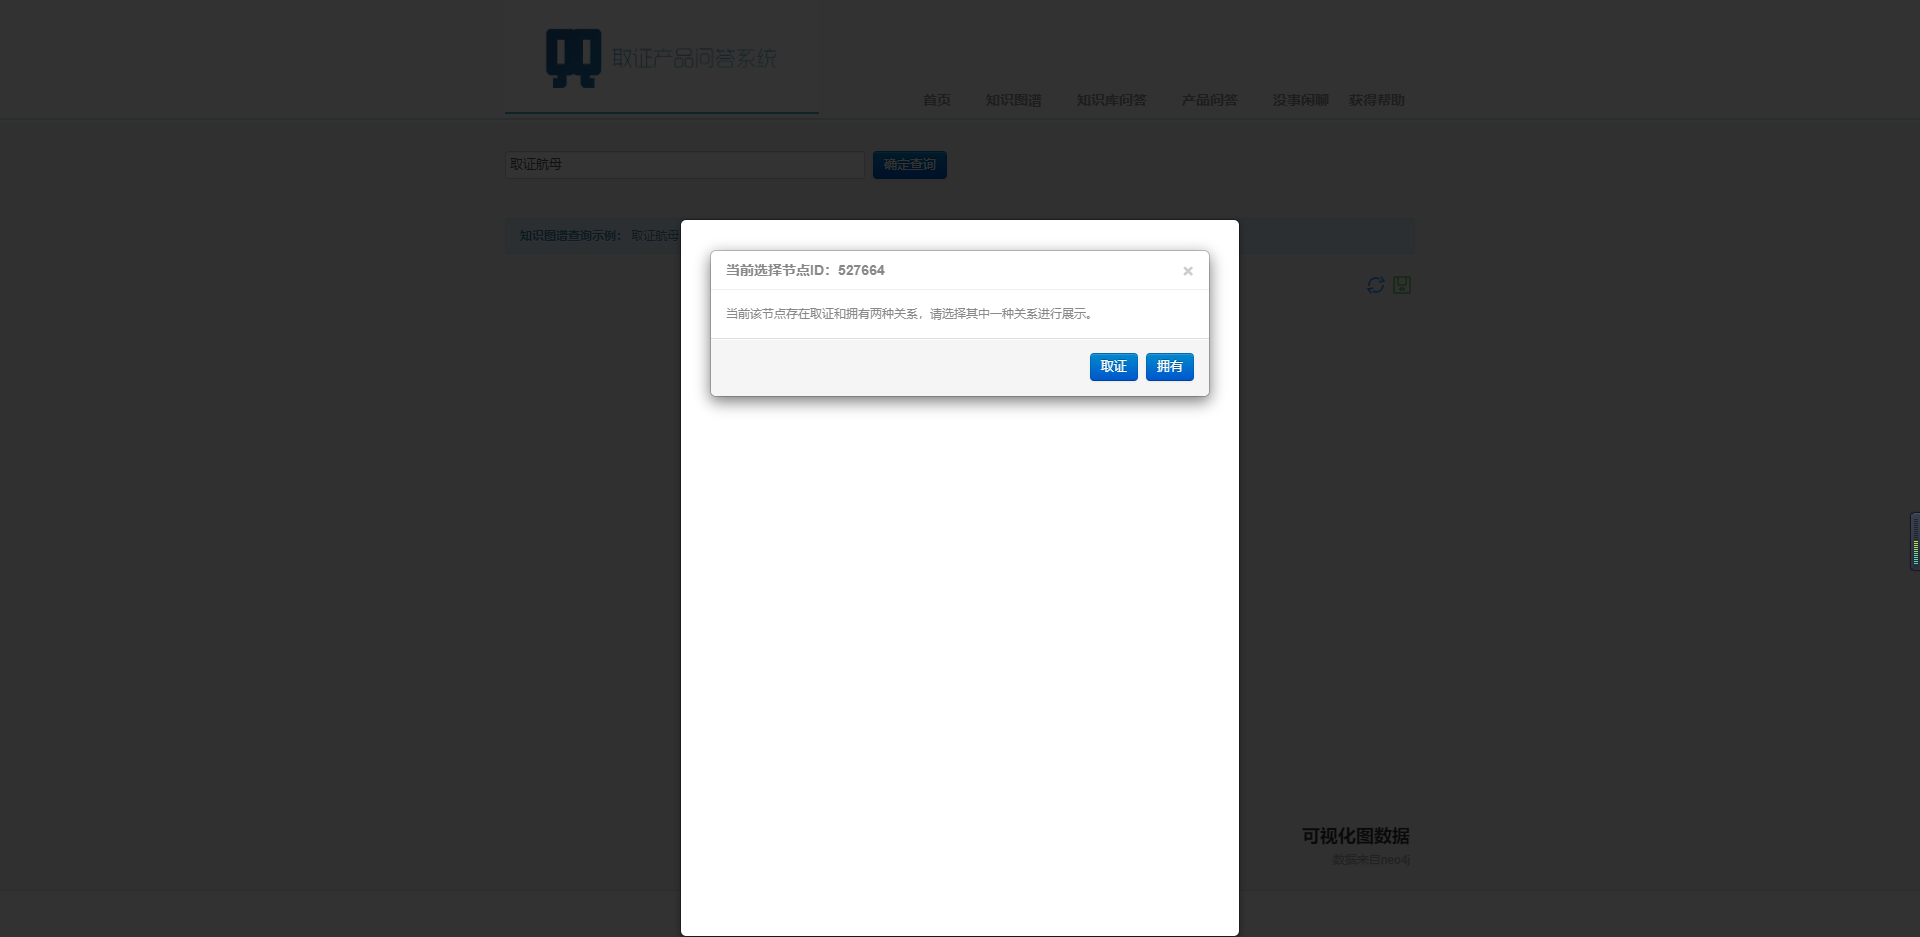 取证产品问答系统
首页 知识图谱 知识库问答 产品问答 没事闲聊 获得帮助
取证航母 确定查询
知识图谱查询示例： 取证航母
当前选择节点ID：527664 ×
当前该节点存在取证和拥有两种关系，请选择其中一种关系进行展示。
取证 拥有
可视化图数据
数据来自neo4j